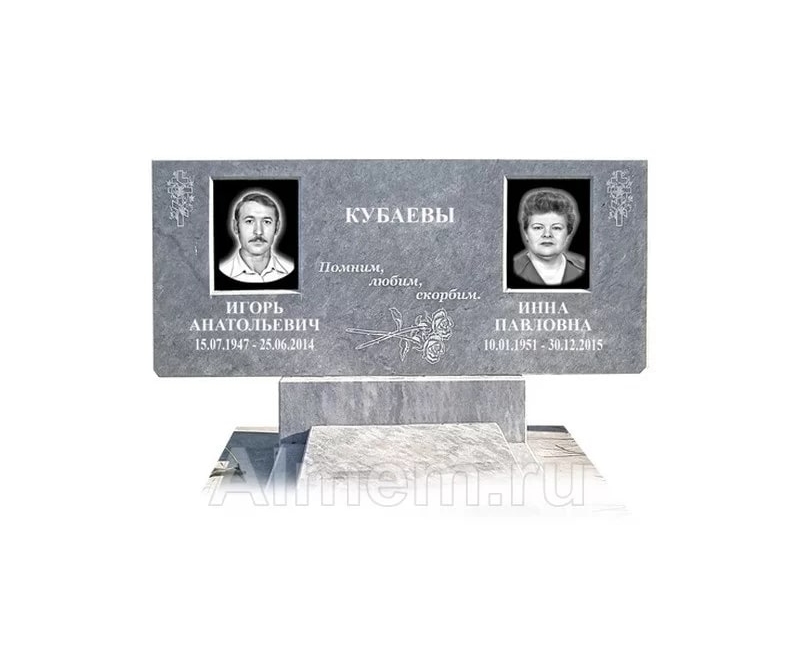 КУБАЕВЫ
Помним,
любим,
скорбим.
ИГОРЬ
АНАТОЛЬЕВИЧ
15.07.1947 - 25.06.2014
ИННА
ПАВЛОВНА
10.01.1951 - 30.12.2015
Almem.ru